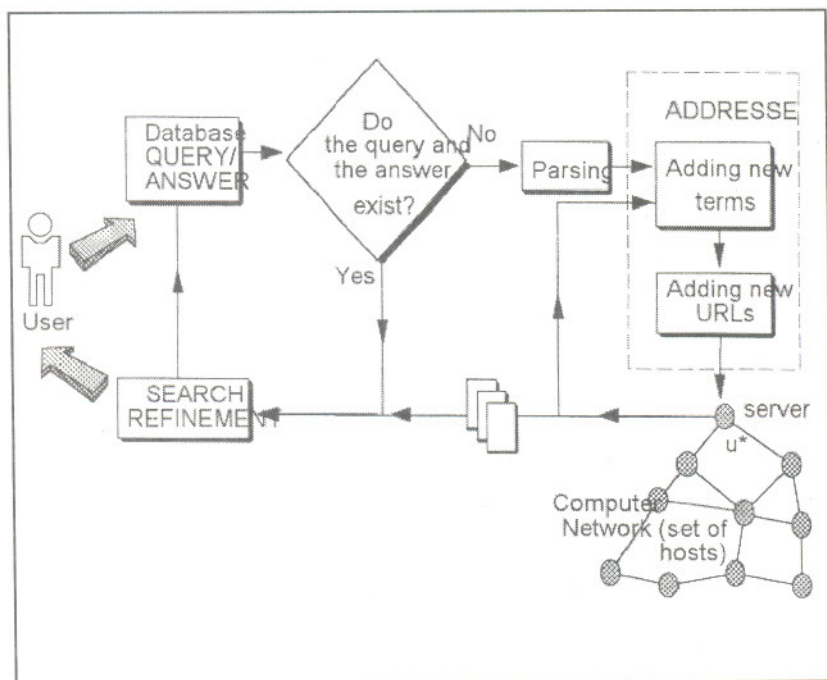 Database
QUERY/
ANSWER
Do
the query and
the answer
exist?
No
Yes
Parsing
ADDRESSE
Adding new
terms
Adding new
URLs
User
SEARCH
REFINEMENT
server
u*
Computer
Network (set of
hosts)